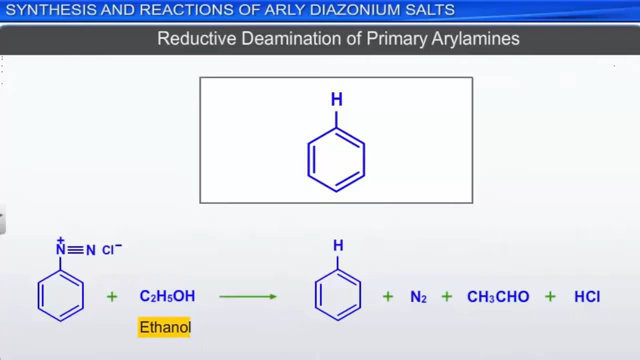 SYNTHESIS AND REACTIONS OF ARLY DIAZONIUM SALTS
Reductive Deamination of Primary Arylamines
H
N⁺≡N Cl⁻
+ C₂H₅OH → H + N₂ + CH₃CHO + HCl
Ethanol